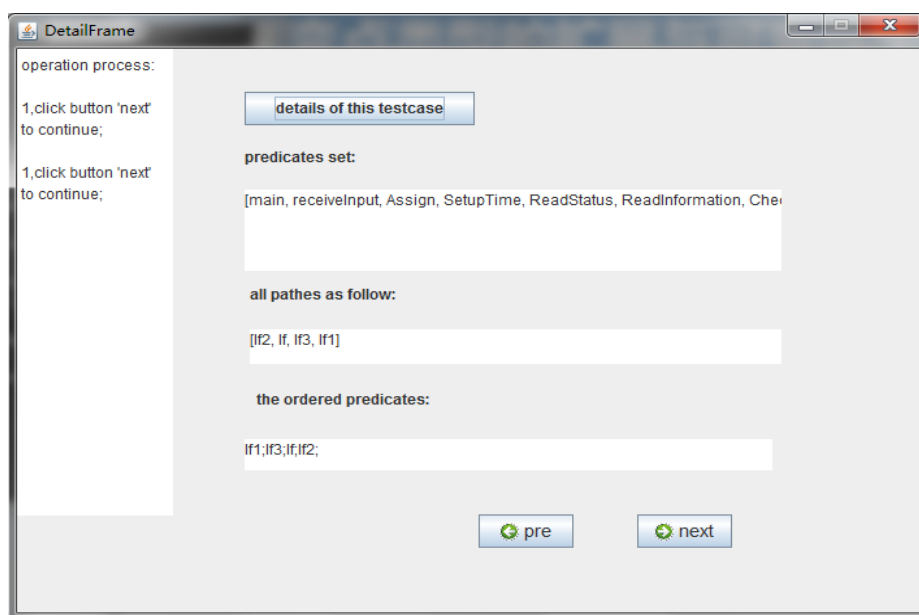 DetailFrame
operation process:
1,click button 'next'
to continue;
1,click button 'next'
to continue;
details of this testcase
predicates set:
[main, receiveInput, Assign, SetupTime, ReadStatus, ReadInformation, Chec
all pathes as follow:
[If2, If, If3, If1]
the ordered predicates:
If1;If3;If;If2;
pre
next